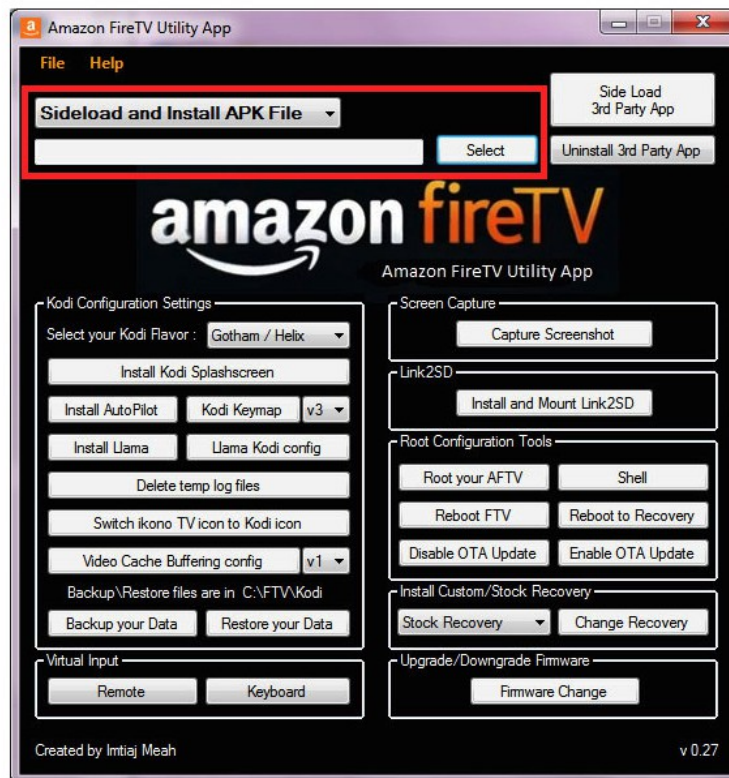 Amazon FireTV Utility App
File Help
Sideload and Install APK File
Select
Side Load
3rd Party App
Uninstall 3rd Party App
amazon fireTV
Amazon FireTV Utility App
Kodi Configuration Settings
Select your Kodi Flavor : Gotham / Helix
Install Kodi Splashscreen
Install AutoPilot Kodi Keymap v3
Install Llama Llama Kodi config
Delete temp log files
Switch ikono TV icon to Kodi icon
Video Cache Buffering config v1
Backup\Restore files are in C:\FTV\Kodi
Backup your Data Restore your Data
Virtual Input
Remote Keyboard
Screen Capture
Capture Screenshot
Link2SD
Install and Mount Link2SD
Root Configuration Tools
Root your AFTV Shell
Reboot FTV Reboot to Recovery
Disable OTA Update Enable OTA Update
Install Custom/Stock Recovery
Stock Recovery Change Recovery
Upgrade/Downgrade Firmware
Firmware Change
Created by Imtiaj Meah
v 0.27